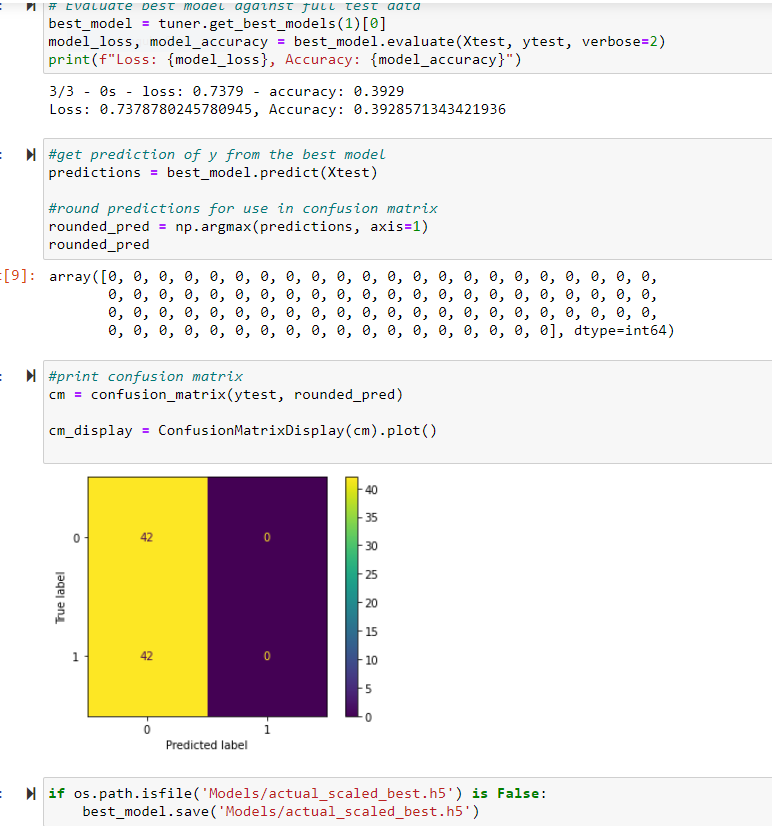 # Evaluate best model against full test data
best_model = tuner.get_best_models(1)[0]
model_loss, model_accuracy = best_model.evaluate(Xtest, ytest, verbose=2)
print(f"Loss: {model_loss}, Accuracy: {model_accuracy}")
3/3 - 0s - loss: 0.7379 - accuracy: 0.3929
Loss: 0.7378780245780945, Accuracy: 0.3928571343421936
#get prediction of y from the best model
predictions = best_model.predict(Xtest)
#round predictions for use in confusion matrix
rounded_pred = np.argmax(predictions, axis=1)
rounded_pred
[9]: array([0, 0, 0, 0, 0, 0, 0, 0, 0, 0, 0, 0, 0, 0, 0, 0, 0, 0, 0, 0, 0, 0,
0, 0, 0, 0, 0, 0, 0, 0, 0, 0, 0, 0, 0, 0, 0, 0, 0, 0, 0, 0, 0, 0,
0, 0, 0, 0, 0, 0, 0, 0, 0, 0, 0, 0, 0, 0, 0, 0, 0, 0, 0, 0, 0, 0,
0, 0, 0, 0, 0, 0, 0, 0, 0, 0, 0, 0, 0, 0, 0, 0, 0, 0], dtype=int64)
#print confusion matrix
cm = confusion_matrix(ytest, rounded_pred)
cm_display = ConfusionMatrixDisplay(cm).plot()
True label
0
1
42 0
42 0
0 1
Predicted label
40
35
30
25
20
15
10
5
0
if os.path.isfile('Models/actual_scaled_best.h5') is False:
best_model.save('Models/actual_scaled_best.h5')